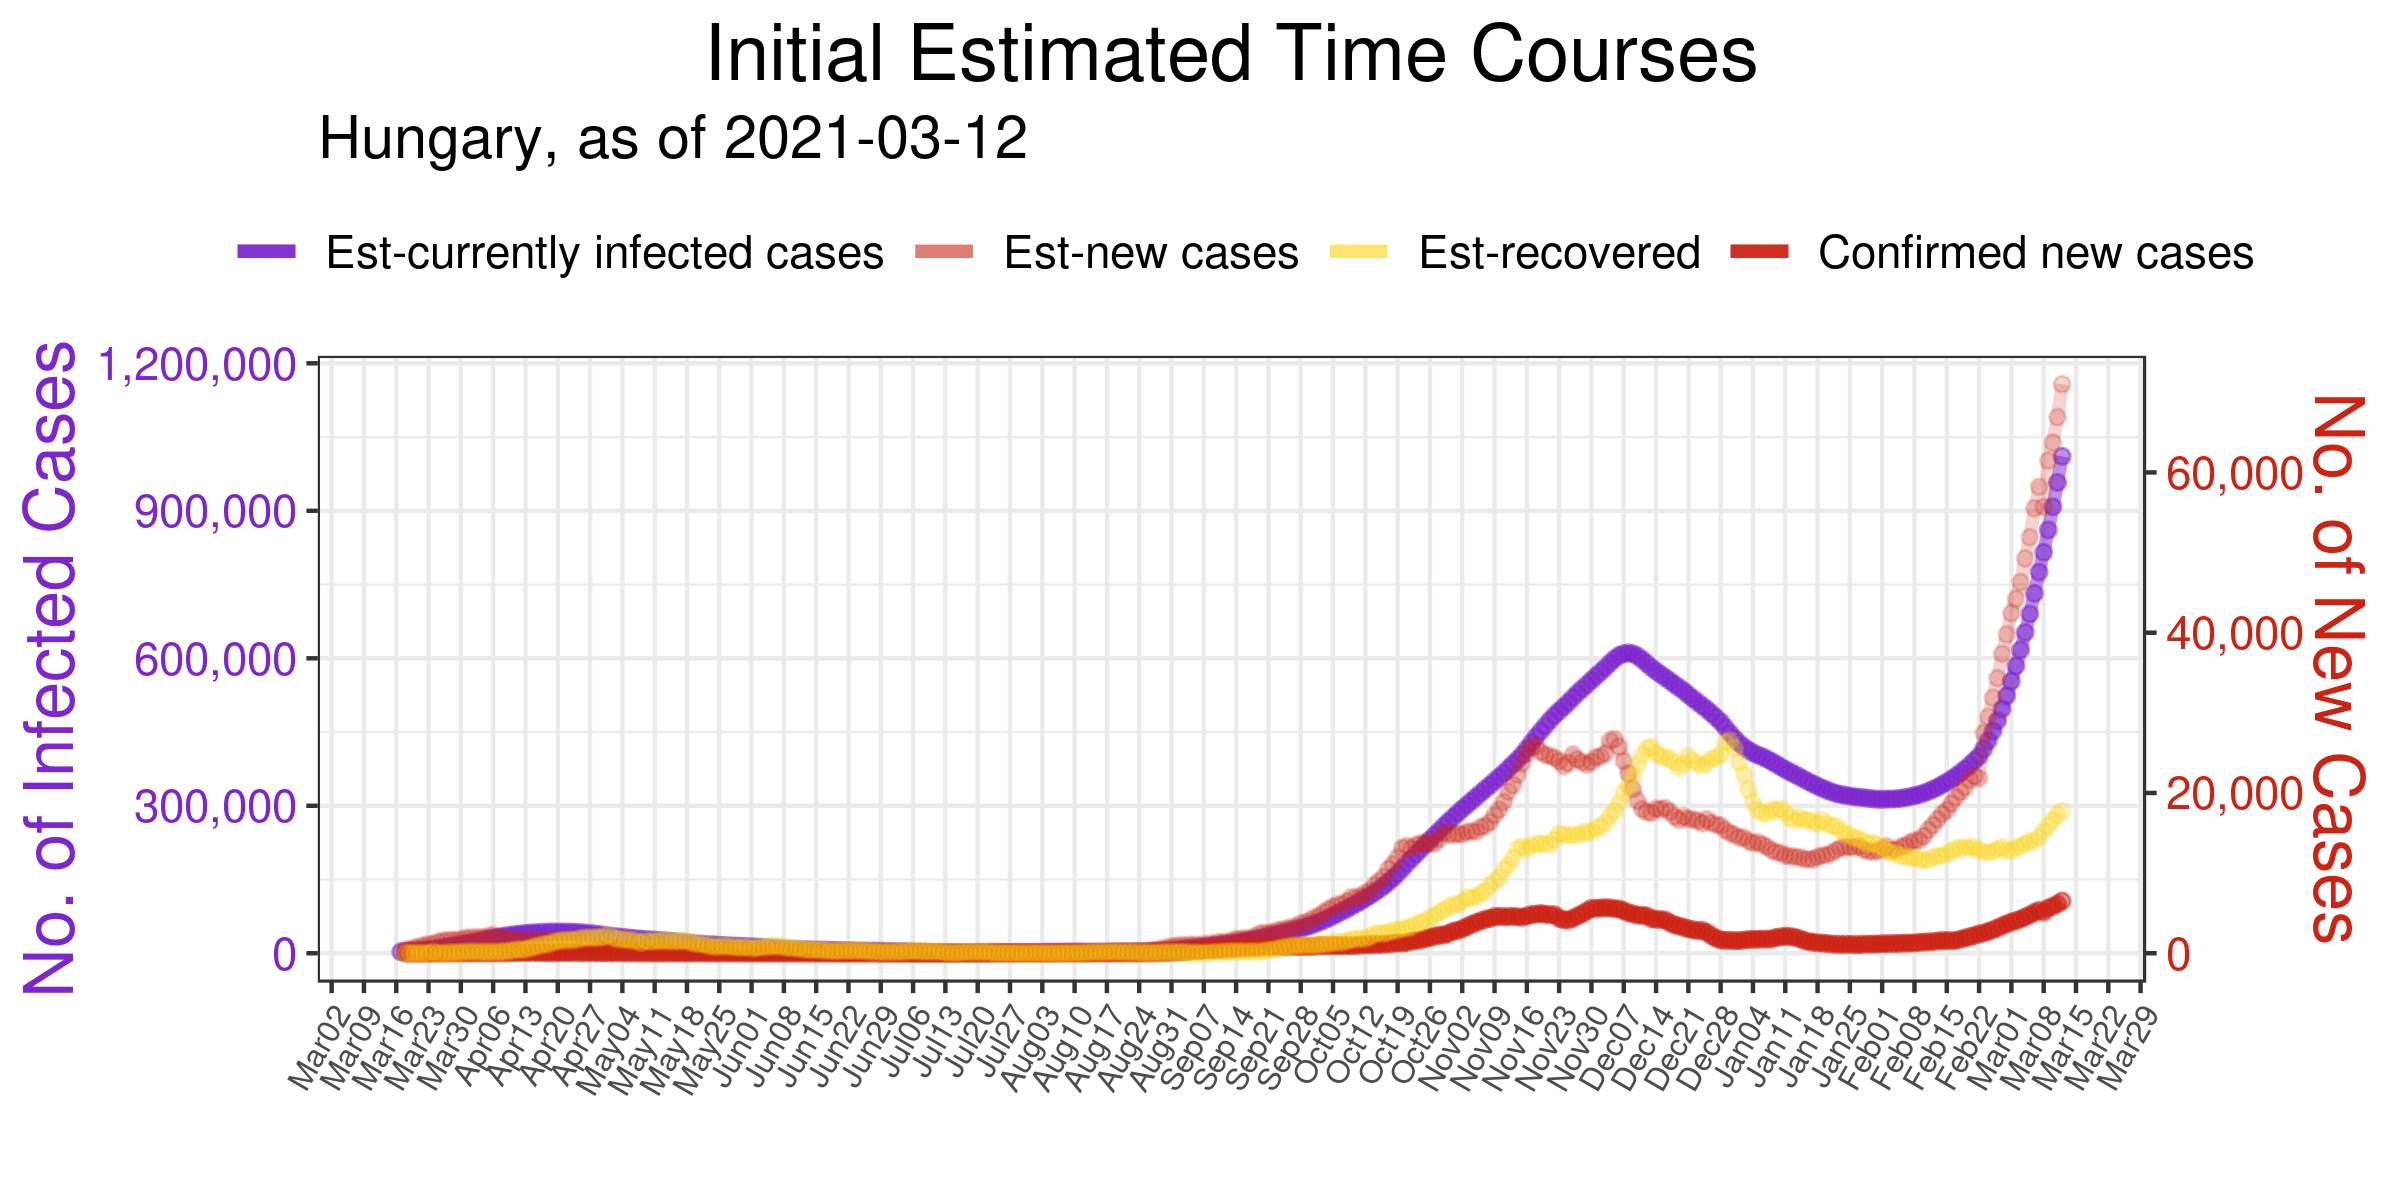 Initial Estimated Time Courses
Hungary, as of 2021-03-12
Est-currently infected cases Est-new cases Est-recovered Confirmed new cases
No. of Infected Cases
1,200,000
900,000
600,000
300,000
0
60,000
40,000
20,000
0
No. of New Cases
Mar02 Mar09 Mar16 Mar23 Mar30 Apr06 Apr13 Apr20 Apr27 May04 May11 May18 May25 Jun01 Jun08 Jun15 Jun22 Jun29 Jul06 Jul13 Jul20 Jul27 Aug03 Aug10 Aug17 Aug24 Aug31 Sep07 Sep14 Sep21 Sep28 Oct05 Oct12 Oct19 Oct26 Nov02 Nov09 Nov16 Nov23 Nov30 Dec07 Dec14 Dec21 Dec28 Jan04 Jan11 Jan18 Jan25 Feb01 Feb08 Feb15 Feb22 Mar01 Mar08 Mar15 Mar22 Mar29